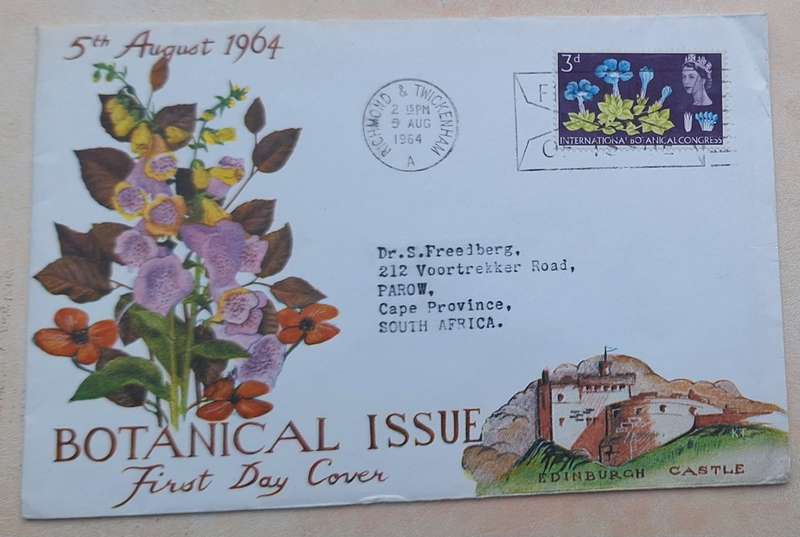 5th August 1964
RICHMOND & TWICKENHAM
2 15PM
5 AUG
1964
A
3d
INTERNATIONAL BOTANICAL CONGRESS
Dr.S.Freedberg,
212 Voortrekker Road,
PAROW,
Cape Province,
SOUTH AFRICA.
BOTANICAL ISSUE
First Day Cover
EDINBURGH CASTLE